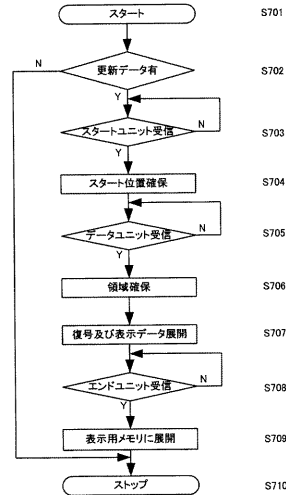 スタート S701
N 更新データ有 S702
Y
スタートユニット受信 N S703
Y
スタート位置確保 S704
データユニット受信 N S705
Y
領域確保 S706
復号及び表示データ展開 S707
エンドユニット受信 N S708
Y
表示用メモリに展開 S709
ストップ S710